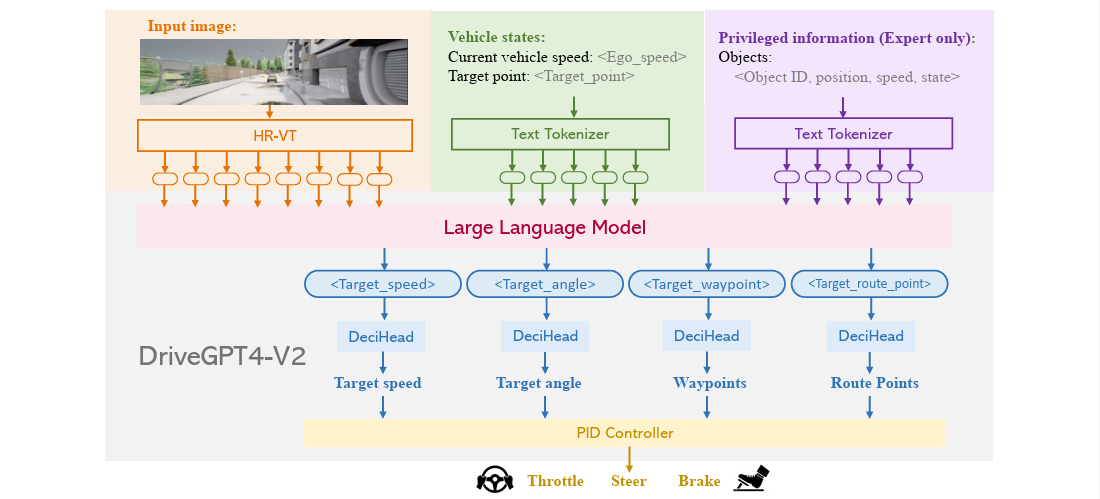 Input image:
HR-VT
Vehicle states:
Current vehicle speed: <Ego_speed>
Target point: <Target_point>
Text Tokenizer
Privileged information (Expert only):
Objects:
<Object ID, position, speed, state>
Text Tokenizer
Large Language Model
<Target_speed> <Target_angle> <Target_waypoint> <Target_route_point>
DeciHead DeciHead DeciHead DeciHead
DriveGPT4-V2
Target speed Target angle Waypoints Route Points
PID Controller
Throttle Steer Brake